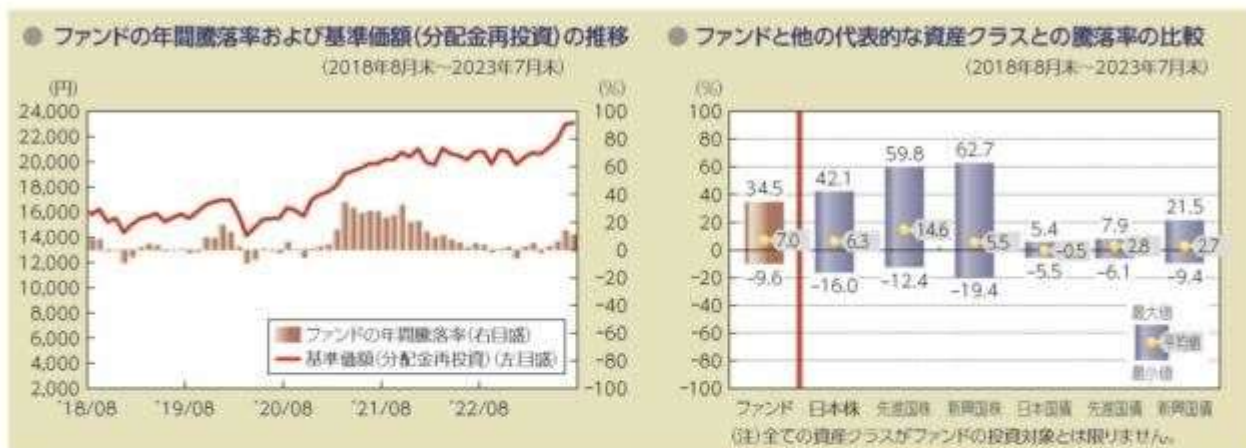 ● ファンドの年間騰落率および基準価額(分配金再投資)の推移
(2018年8月末~2023年7月末)
(円)
(%)
24,000
22,000
20,000
18,000
16,000
14,000
12,000
10,000
8,000
6,000
4,000
2,000
100
80
60
40
20
0
-20
-40
-60
-80
-100
ファンドの年間騰落率(右目盛)
基準価額(分配金再投資)(左目盛)
'18/08 '19/08 '20/08 '21/08 '22/08
● ファンドと他の代表的な資産クラスとの騰落率の比較
(2018年8月末~2023年7月末)
(%)
100
80
60
40
20
0
-20
-40
-60
-80
-100
34.5 42.1 59.8 62.7 5.4 7.9 21.5
7.0 6.3 14.6 5.5 -0.5 2.8 2.7
-9.6 -16.0 -12.4 -19.4 -5.5 -6.1 -9.4
最大値
平均値
最小値
ファンド 日本株 先進国株 新興国株 日本国債 先進国債 新興国債
(注)全ての資産クラスがファンドの投資対象とは限りません。